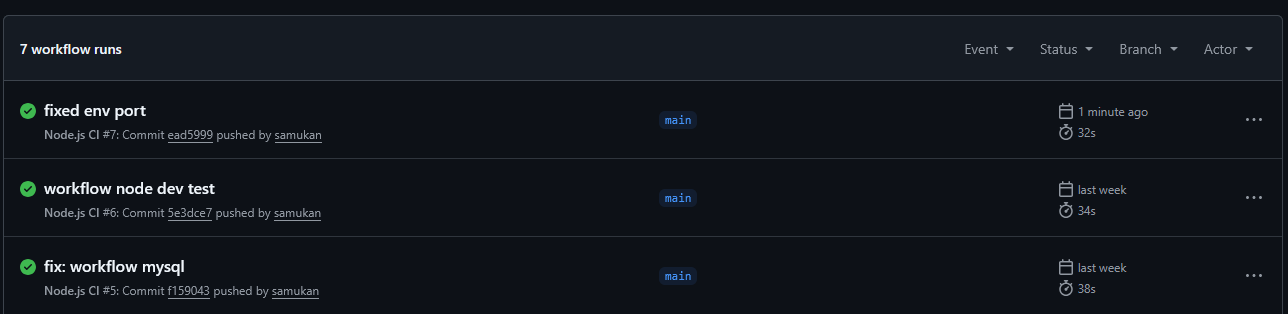 7 workflow runs
Event
Status
Branch
Actor
fixed env port
Node.js CI #7: Commit ead5999 pushed by samukan
main
1 minute ago
32s
workflow node dev test
Node.js CI #6: Commit 5e3dce7 pushed by samukan
main
last week
34s
fix: workflow mysql
Node.js CI #5: Commit f159043 pushed by samukan
main
last week
38s